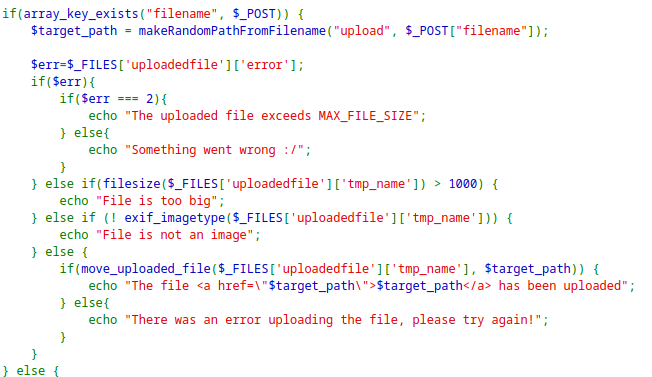 if(array_key_exists("filename", $_POST)) {
    $target_path = makeRandomPathFromFilename("upload", $_POST["filename"]);

    $err=$_FILES['uploadedfile']['error'];
    if($err){
        if($err === 2){
            echo "The uploaded file exceeds MAX_FILE_SIZE";
        } else{
            echo "Something went wrong :/";
        }
    } else if(filesize($_FILES['uploadedfile']['tmp_name']) > 1000) {
        echo "File is too big";
    } else if (! exif_imagetype($_FILES['uploadedfile']['tmp_name'])) {
        echo "File is not an image";
    } else {
        if(move_uploaded_file($_FILES['uploadedfile']['tmp_name'], $target_path)) {
            echo "The file <a href=\"$target_path\">$target_path</a> has been uploaded";
        } else{
            echo "There was an error uploading the file, please try again!";
        }
    }
} else {